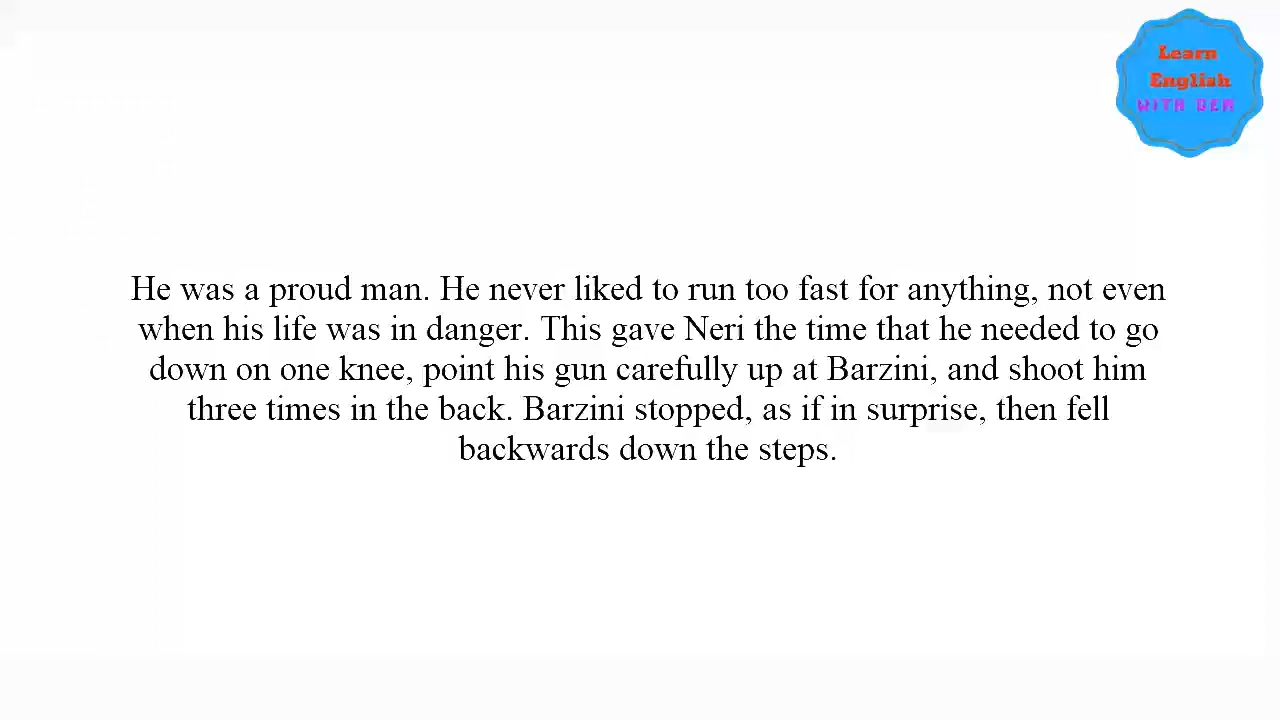 Learn
English
WITH DEN
He was a proud man. He never liked to run too fast for anything, not even
when his life was in danger. This gave Neri the time that he needed to go
down on one knee, point his gun carefully up at Barzini, and shoot him
three times in the back. Barzini stopped, as if in surprise, then fell
backwards down the steps.